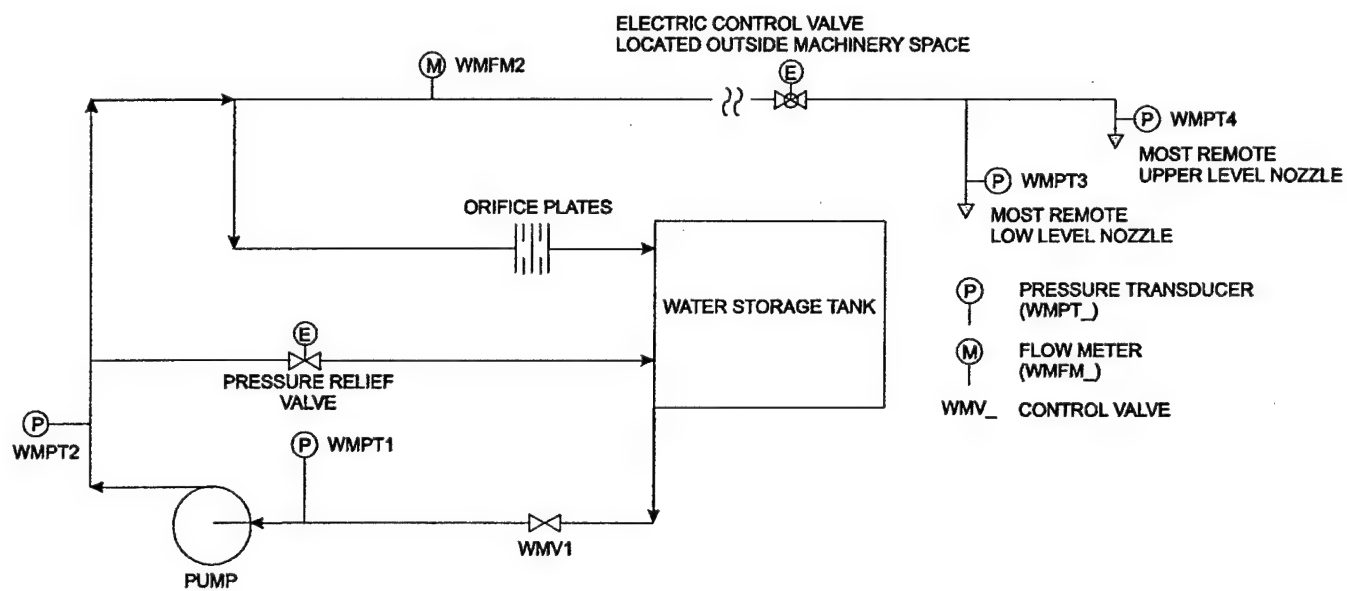 ELECTRIC CONTROL VALVE
LOCATED OUTSIDE MACHINERY SPACE
E
M WMFM2
P WMPT4
MOST REMOTE
UPPER LEVEL NOZZLE
P WMPT3
MOST REMOTE
LOW LEVEL NOZZLE
ORIFICE PLATES
WATER STORAGE TANK
P PRESSURE TRANSDUCER
(WMPT_)
M FLOW METER
(WMFM_)
WMV_ CONTROL VALVE
E
PRESSURE RELIEF
VALVE
P
WMPT2
P WMPT1
WMV1
PUMP